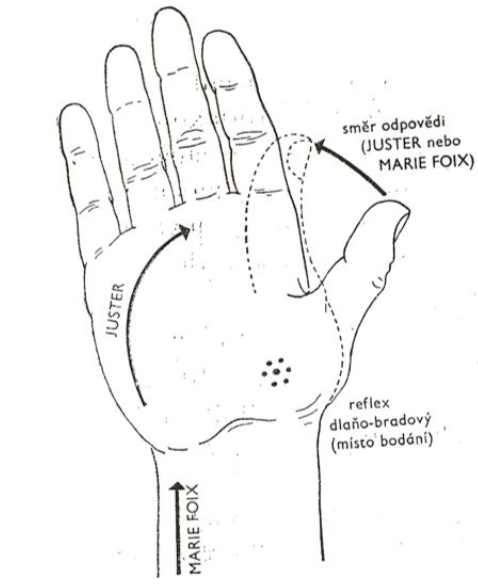 směr odpovědi
(JUSTER nebo
MARIE FOIX)
JUSTER
reflex
dlaňo-bradový
(místo bodání)
MARIE FOIX